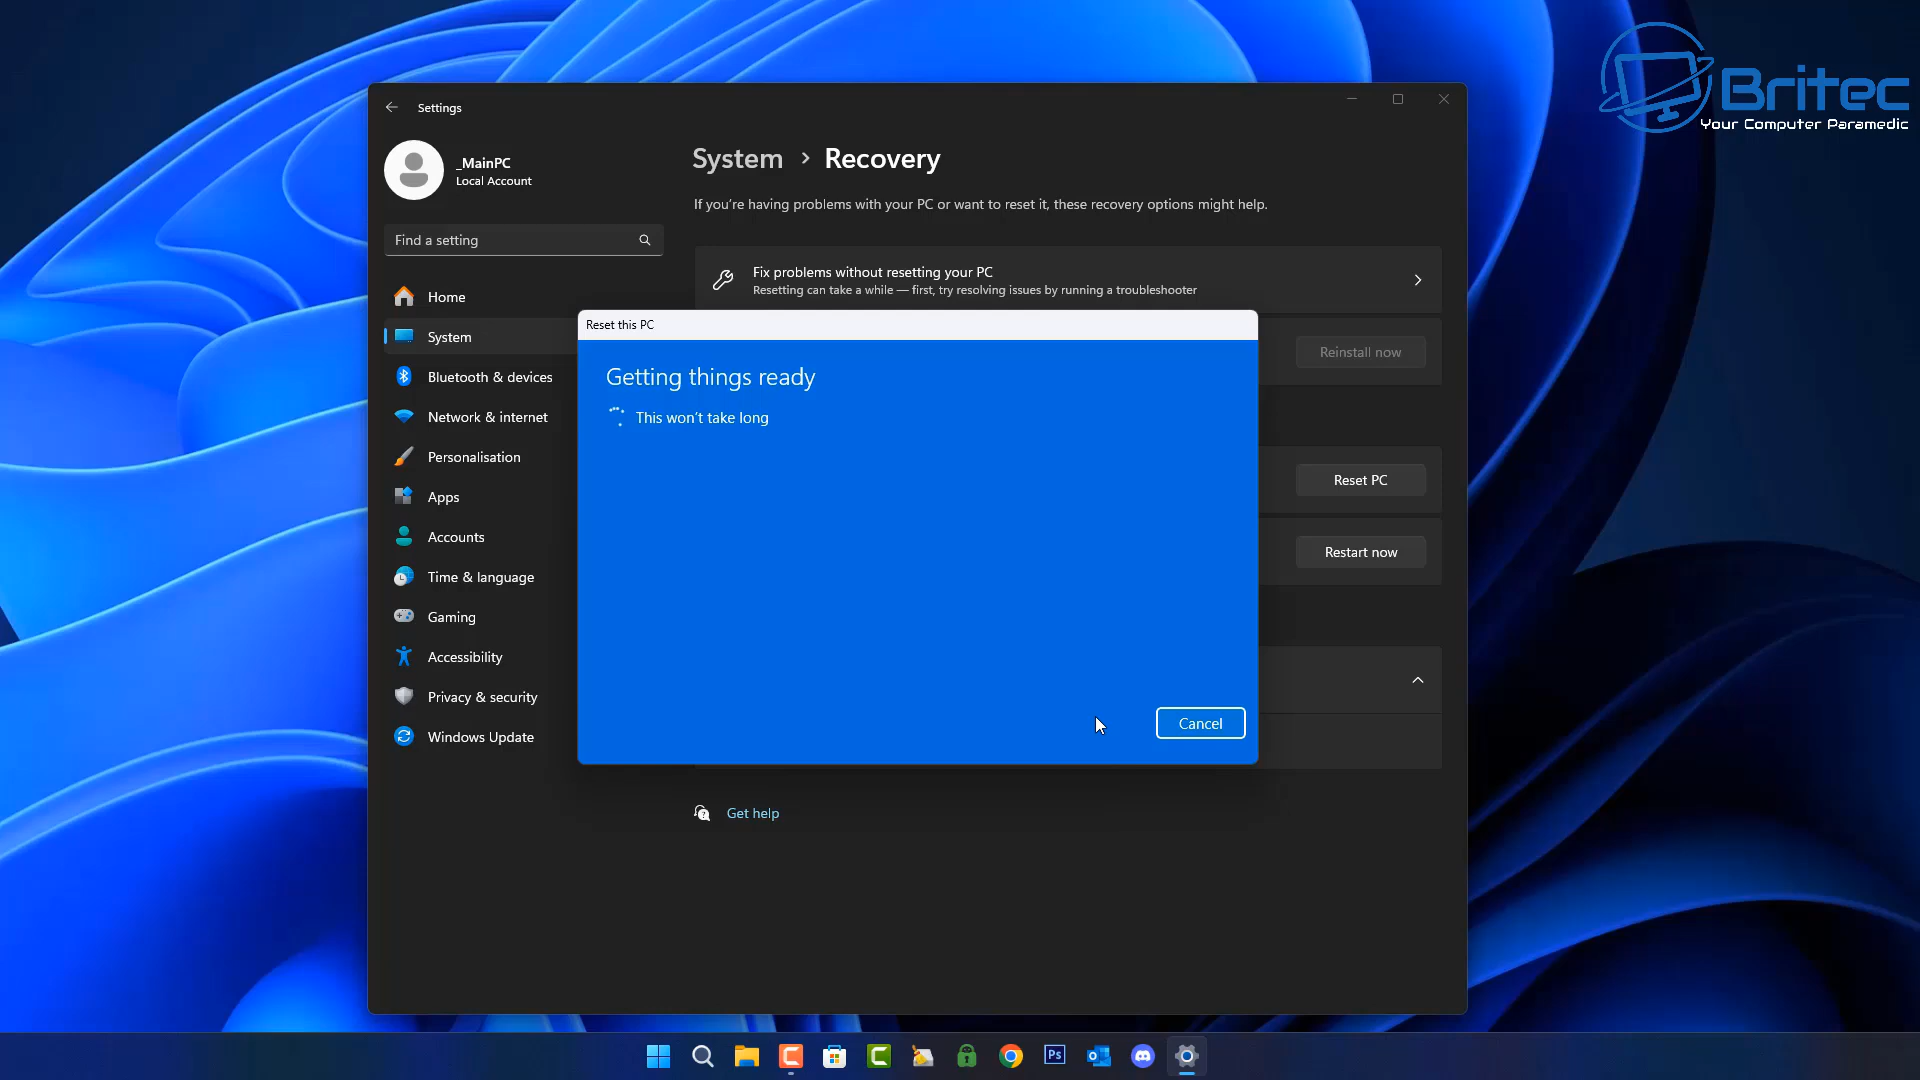 Britec
Your Computer Paramedic
Settings
_MainPC
Local Account
Find a setting
Home
System
Bluetooth & devices
Network & internet
Personalisation
Apps
Accounts
Time & language
Gaming
Accessibility
Privacy & security
Windows Update
System > Recovery
If you're having problems with your PC or want to reset it, these recovery options might help.
Fix problems without resetting your PC
Resetting can take a while — first, try resolving issues by running a troubleshooter
Reinstall now
Reset PC
Restart now
Reset this PC
Getting things ready
This won't take long
Cancel
Get help
Ps